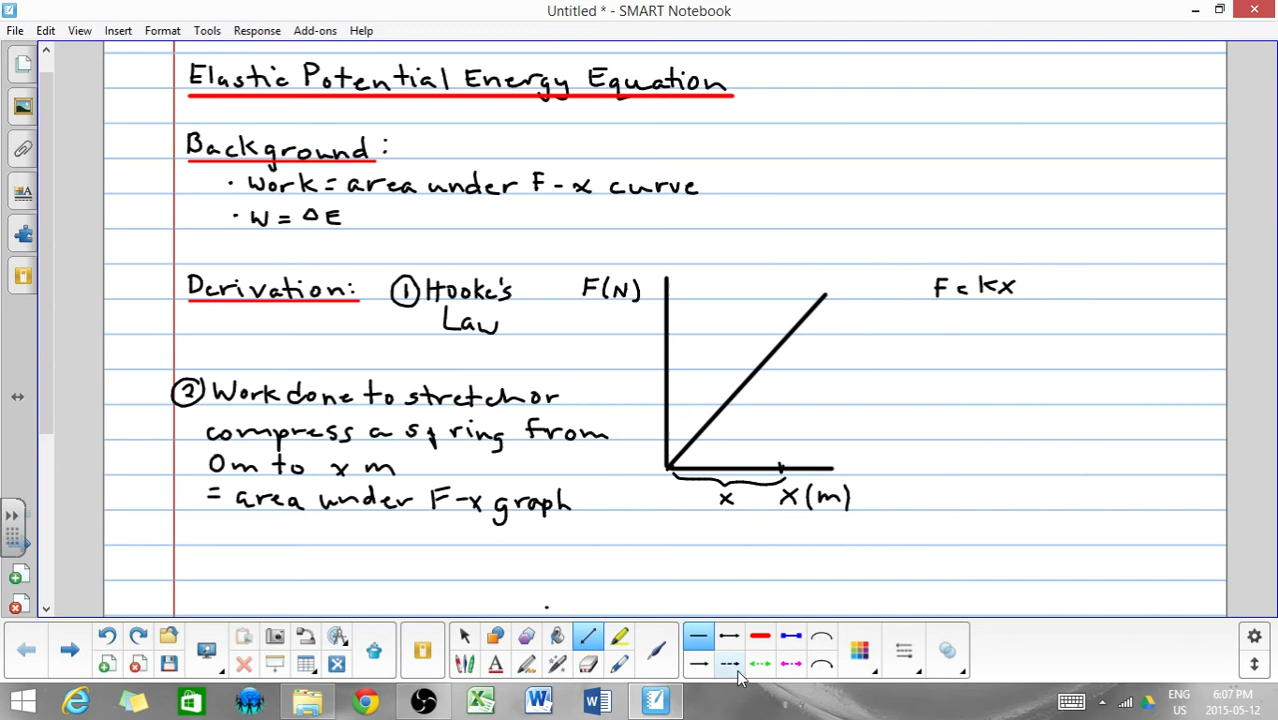 Untitled * - SMART Notebook
File Edit View Insert Format Tools Response Add-ons Help
Elastic Potential Energy Equation
Background:
· Work = area under F-x curve
· W = ΔE
Derivation: ① Hooke's
Law
F(N)
F = kx
② Work done to stretch or
compress a spring from
0m to x m
= area under F-x graph
x X(m)
ENG
US
6:07 PM
2015-05-12